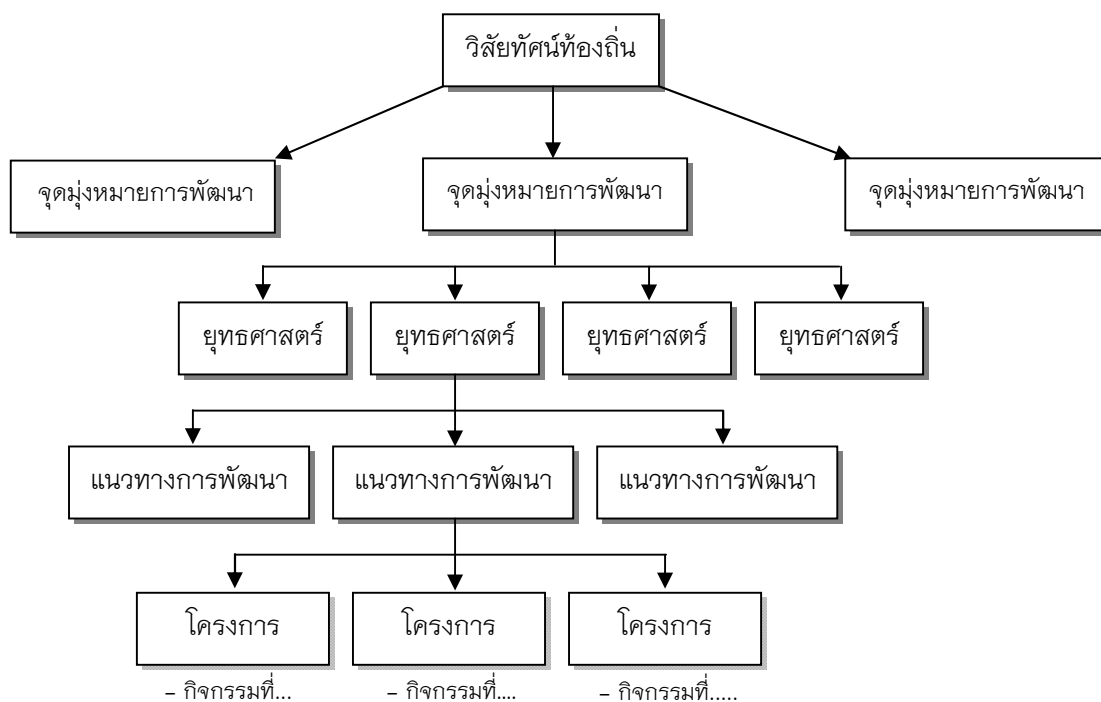 วิสัยทัศน์ท้องถิ่น
จุดมุ่งหมายการพัฒนา
จุดมุ่งหมายการพัฒนา
จุดมุ่งหมายการพัฒนา
ยุทธศาสตร์
ยุทธศาสตร์
ยุทธศาสตร์
ยุทธศาสตร์
แนวทางการพัฒนา
แนวทางการพัฒนา
แนวทางการพัฒนา
โครงการ
โครงการ
โครงการ
– กิจกรรมที่...
– กิจกรรมที่....
– กิจกรรมที่.....